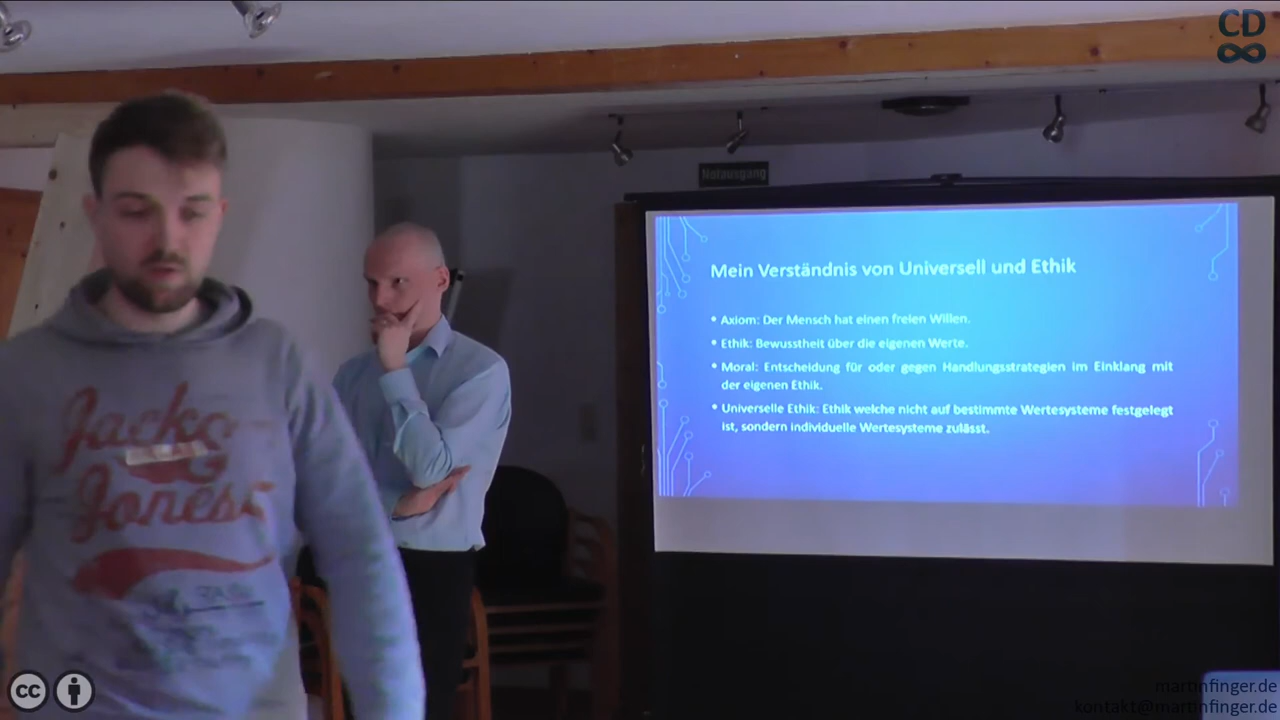 CD
Notausgang
Mein Verständnis von Universell und Ethik
• Axiom: Der Mensch hat einen freien Willen.
• Ethik: Bewusstheit über die eigenen Werte.
• Moral: Entscheidung für oder gegen Handlungsstrategien im Einklang mit
der eigenen Ethik.
• Universelle Ethik: Ethik welche nicht auf bestimmte Wertesysteme festgelegt
ist, sondern individuelle Wertesysteme zulässt.
Jack &
Jones
cc
martinfinger.de
kontakt@martinfinger.de